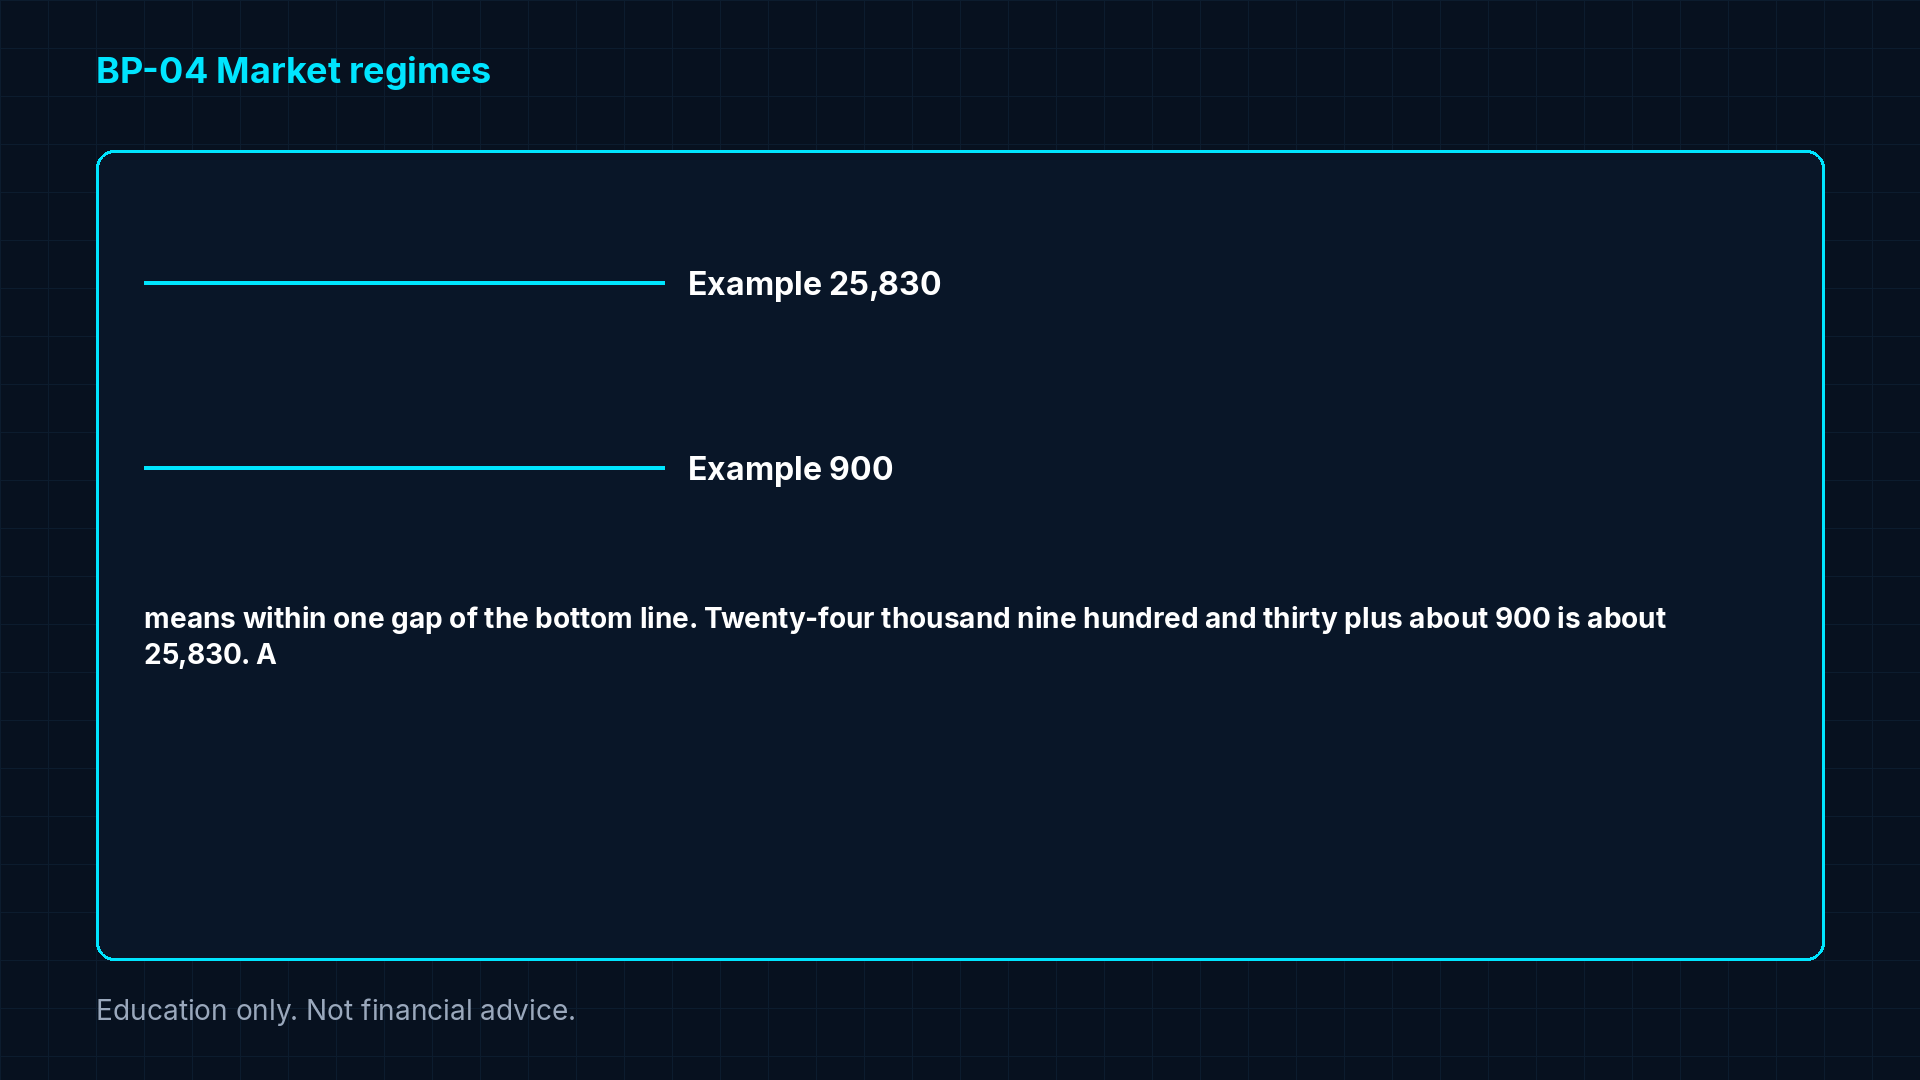 BP-04 Market regimes
Example 25,830
Example 900
means within one gap of the bottom line. Twenty-four thousand nine hundred and thirty plus about 900 is about
25,830. A
Education only. Not financial advice.